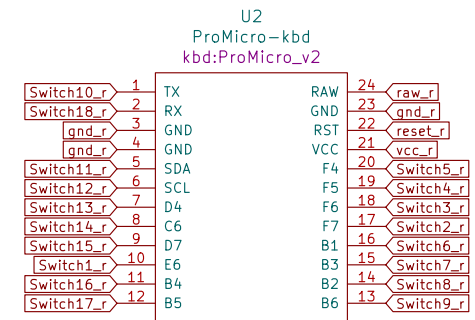 U2
ProMicro-kbd
kbd:ProMicro_v2
Switch10_r 1 TX RAW 24 raw_r
Switch18_r 2 RX GND 23 gnd_r
gnd_r 3 GND RST 22 reset_r
gnd_r 4 GND VCC 21 vcc_r
Switch11_r 5 SDA F4 20 Switch5_r
Switch12_r 6 SCL F5 19 Switch4_r
Switch13_r 7 D4 F6 18 Switch3_r
Switch14_r 8 C6 F7 17 Switch2_r
Switch15_r 9 D7 B1 16 Switch6_r
Switch1_r 10 E6 B3 15 Switch7_r
Switch16_r 11 B4 B2 14 Switch8_r
Switch17_r 12 B5 B6 13 Switch9_r